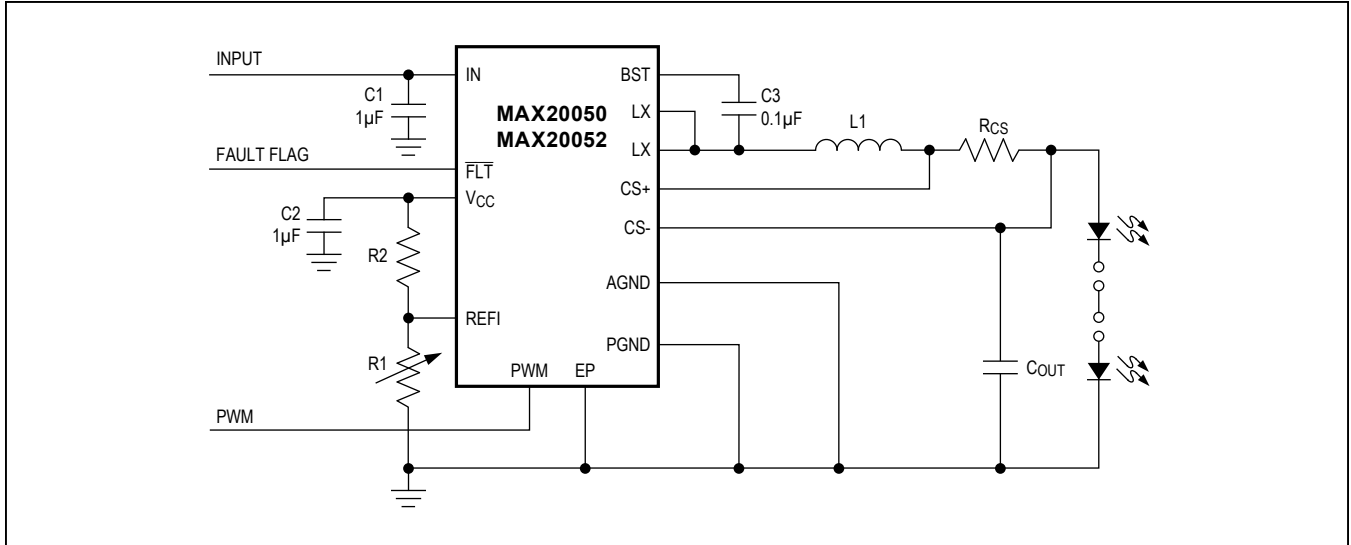 INPUT
C1
1µF
FAULT FLAG
C2
1µF
R2
R1
PWM
IN
FLT
VCC
REFI
PWM
EP
MAX20050
MAX20052
BST
LX
LX
CS+
CS-
AGND
PGND
C3
0.1µF
L1
RCS
COUT